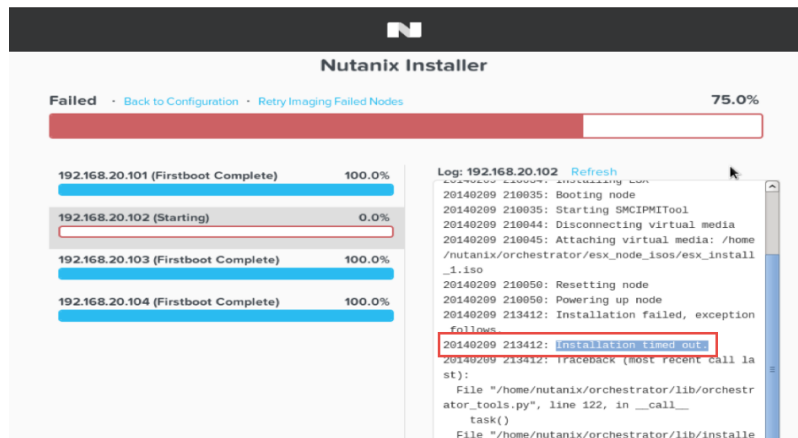 Nutanix Installer
Failed · Back to Configuration · Retry Imaging Failed Nodes
75.0%
192.168.20.101 (Firstboot Complete) 100.0%
192.168.20.102 (Starting) 0.0%
192.168.20.103 (Firstboot Complete) 100.0%
192.168.20.104 (Firstboot Complete) 100.0%
Log: 192.168.20.102 Refresh
20140209 210034: Installing ESX
20140209 210035: Booting node
20140209 210035: Starting SMCIPMITool
20140209 210044: Disconnecting virtual media
20140209 210045: Attaching virtual media: /home
/nutanix/orchestrator/esx_node_isos/esx_install
_1.iso
20140209 210050: Resetting node
20140209 210050: Powering up node
20140209 213412: Installation failed, exception
follows.
20140209 213412: Installation timed out.
20140209 213412: Traceback (most recent call la
st):
File "/home/nutanix/orchestrator/lib/orchestr
ator_tools.py", line 122, in __call__
task()
File "/home/nutanix/orchestrator/lib/installe